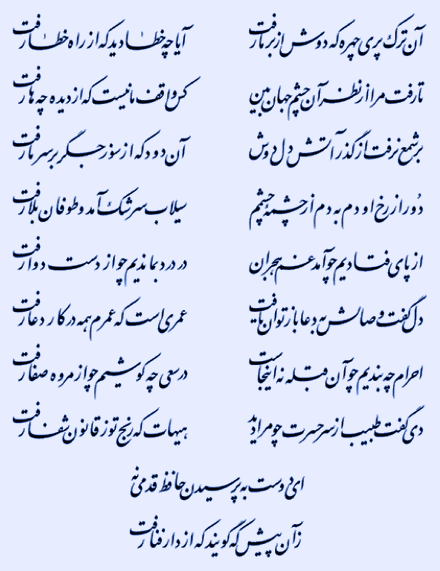 آن ترک پری چهره که دوش از بر ما رفت آیا چه خطا دید که از راه خطا رفت
تا رفت مرا از نظر آن چشم جهان بین کس واقف ما نیست که از دیده چه ها رفت
بر شمع نرفت از گذر آتش دل دوش آن دود که از سوز جگر بر سر ما رفت
دور از رخ او دم به دم از چشمه چشم سیلاب سرشک آمد و طوفان بلا رفت
از پای فتادیم چو آمد غم هجران در درد بماندیم چو از دست دوا رفت
دل گفت وصالش به دعا باز توان یافت عمری است که عمرم همه در کار دعا رفت
احرام چه بندیم چو آن قبله نه اینجاست در سعی چه کوشیم چو از مروه صفا رفت
دی گفت طبیب از سر حسرت چو مرا دید هیهات که رنج تو ز قانون شفا رفت
ای دوست به پرسیدن حافظ قدمی نه
زآن پیش که گویند که از دار فنا رفت